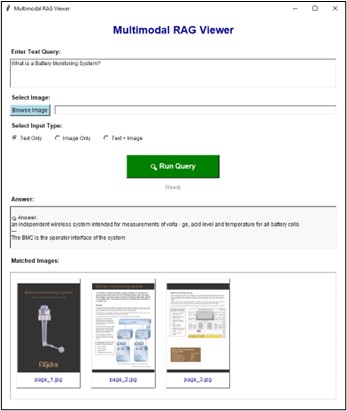 Multimodal RAG Viewer
Multimodal RAG Viewer
Enter Text Query:
What is a Battery Monitoring System?
Select Image:
Browse Image
Select Input Type:
Text Only Image Only Text + Image
Run Query
Ready
Answer:
Answer
an independent wireless system intended for measurements of volta - ge, acid level and temperature for all battery cells
---
The BMC is the operator interface of the system
Matched Images:
Battery monitoring system
page_1.jpg
page_2.jpg
page_3.jpg